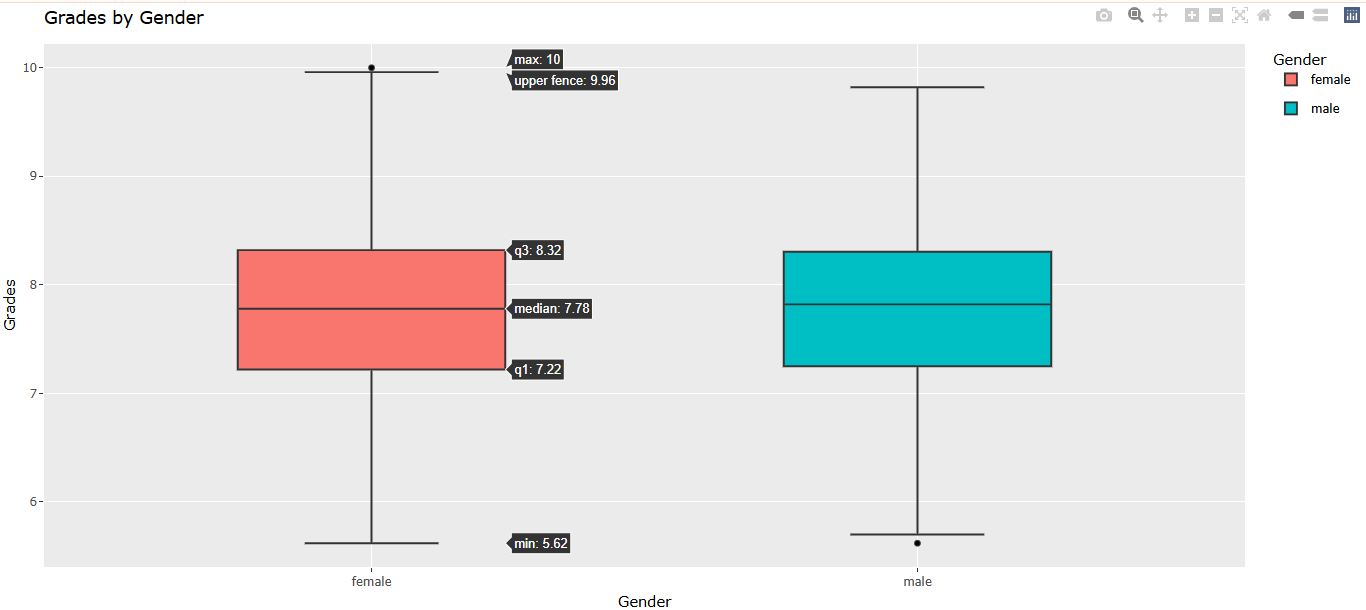 Grades by Gender
10
9
8
7
6
Grades
max: 10
upper fence: 9.96
q3: 8.32
median: 7.78
q1: 7.22
min: 5.62
female
male
Gender
Gender
female
male